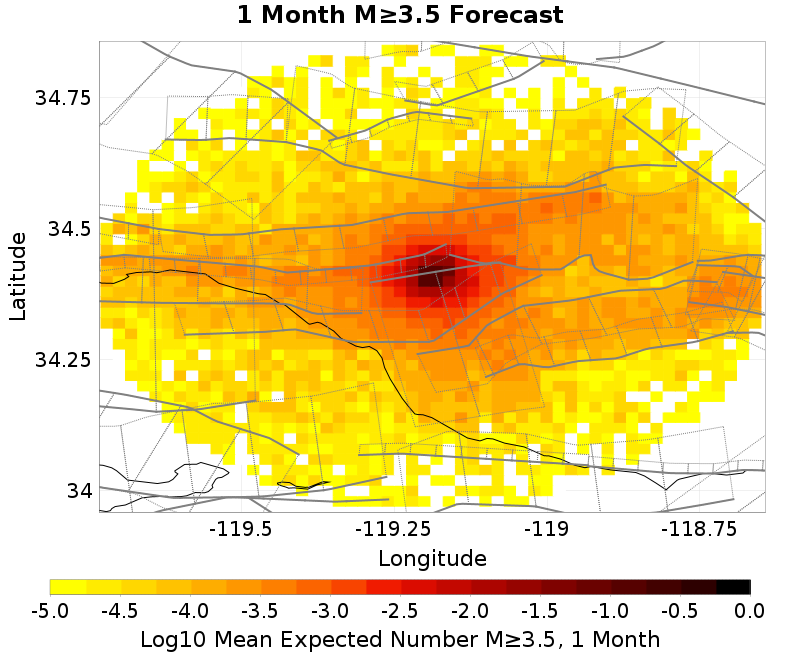 1 Month M≥3.5 Forecast
34.75
34.5
34.25
34
Latitude
-119.5
-119.25
-119
-118.75
Longitude
-5.0 -4.5 -4.0 -3.5 -3.0 -2.5 -2.0 -1.5 -1.0 -0.5 0.0
Log10 Mean Expected Number M≥3.5, 1 Month